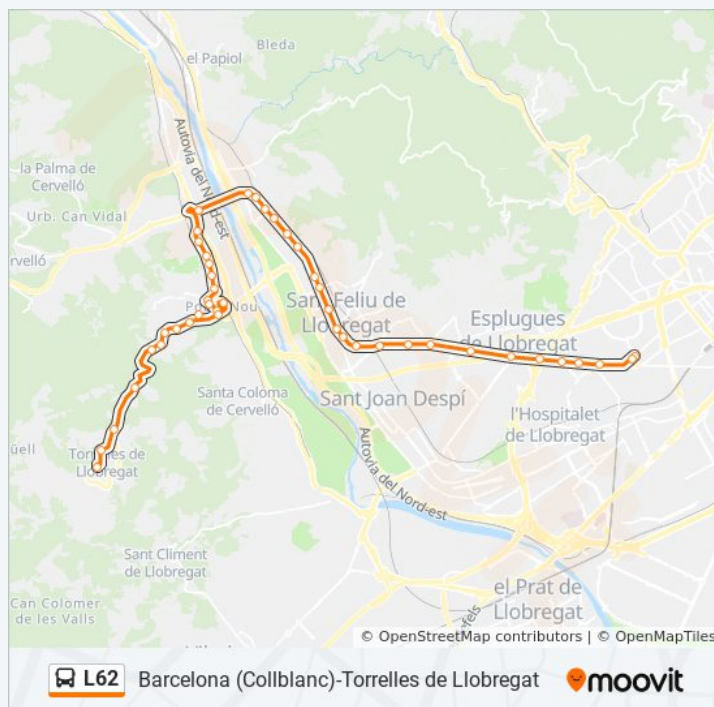 Bleda
el Papiol
Autovia del Nord-est
la Palma de
Cervelló
Urb. Can Vidal
rvelló
Sant Feliu de
Llobregat
Nou
Esplugues
de Llobregat
Santa Coloma
de Cervelló
Sant Joan Despí
l'Hospitalet
de Llobregat
üell
Torrelles de
Llobregat
Autovia del Nord-est
Sant Climent
de Llobregat
el Prat de
Llobregat
Can Colomer
de les Valls
efels
© OpenStreetMap contributors | © OpenMapTiles
L62 Barcelona (Collblanc)-Torrelles de Llobregat moovit